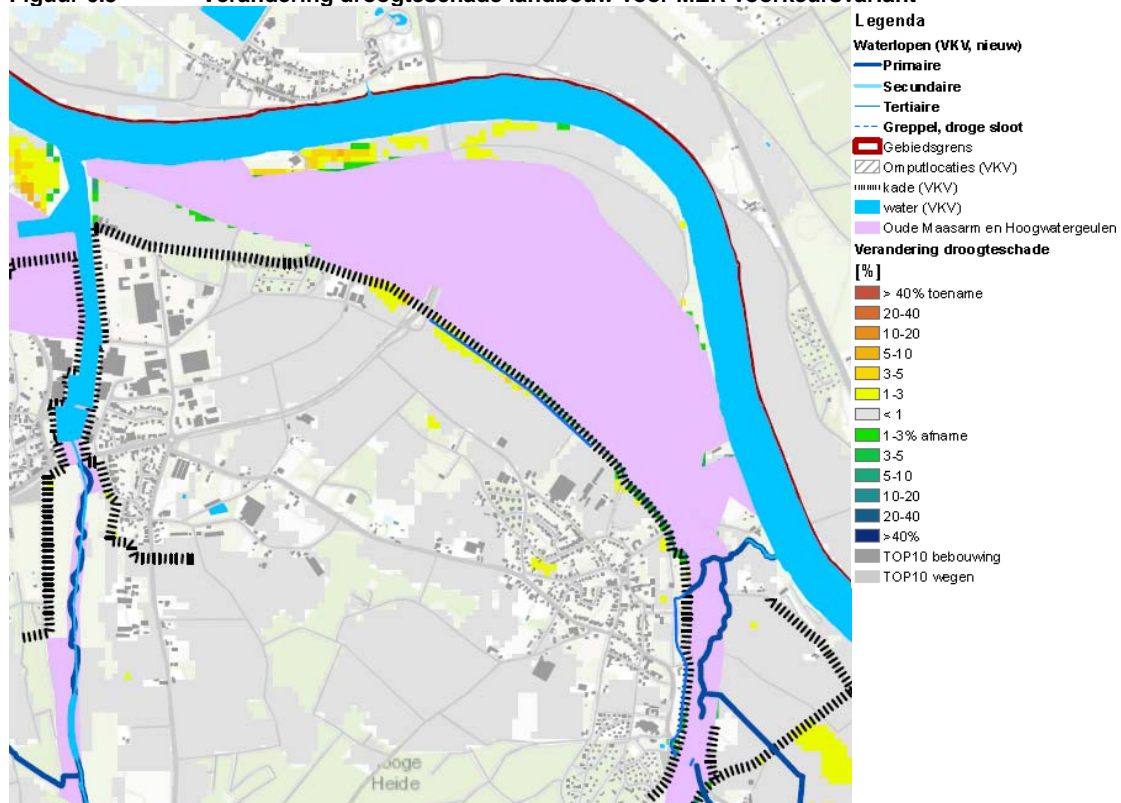 Verandering droogteschade landbouw voor MER voorkeursvariant
Legenda
Waterlopen (VKV, nieuw)
Primaire
Secundaire
Tertiaire
Greppel, droge sloot
Gebiedsgrens
Omputlocaties (VKV)
kade (VKV)
water (VKV)
Oude Maasarm en Hoogwatergeulen
Verandering droogteschade
[%]
> 40% toename
20-40
10-20
5-10
3-5
1-3
< 1
1-3% afname
3-5
5-10
10-20
20-40
>40%
TOP10 bebouwing
TOP10 wegen
Heide